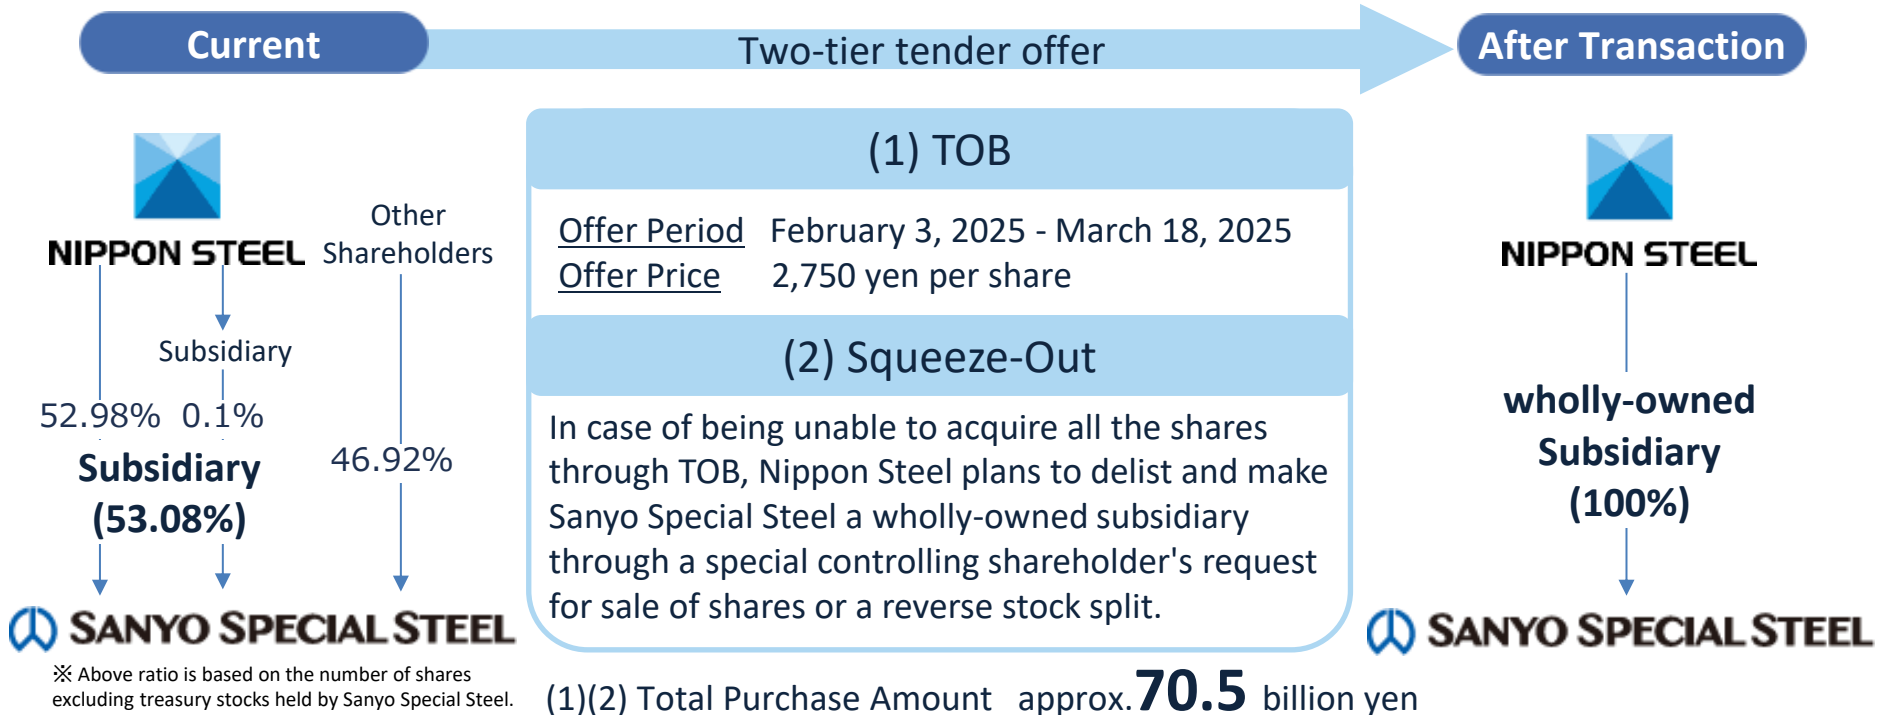 Current
Two-tier tender offer
After Transaction
NIPPON STEEL
Other
Shareholders
Subsidiary
52.98% 0.1%
46.92%
Subsidiary
(53.08%)
SANYO SPECIAL STEEL
※ Above ratio is based on the number of shares
excluding treasury stocks held by Sanyo Special Steel.
(1) TOB
Offer Period February 3, 2025 - March 18, 2025
Offer Price 2,750 yen per share
(2) Squeeze-Out
In case of being unable to acquire all the shares
through TOB, Nippon Steel plans to delist and make
Sanyo Special Steel a wholly-owned subsidiary
through a special controlling shareholder's request
for sale of shares or a reverse stock split.
(1)(2) Total Purchase Amount approx.70.5 billion yen
NIPPON STEEL
wholly-owned
Subsidiary
(100%)
SANYO SPECIAL STEEL